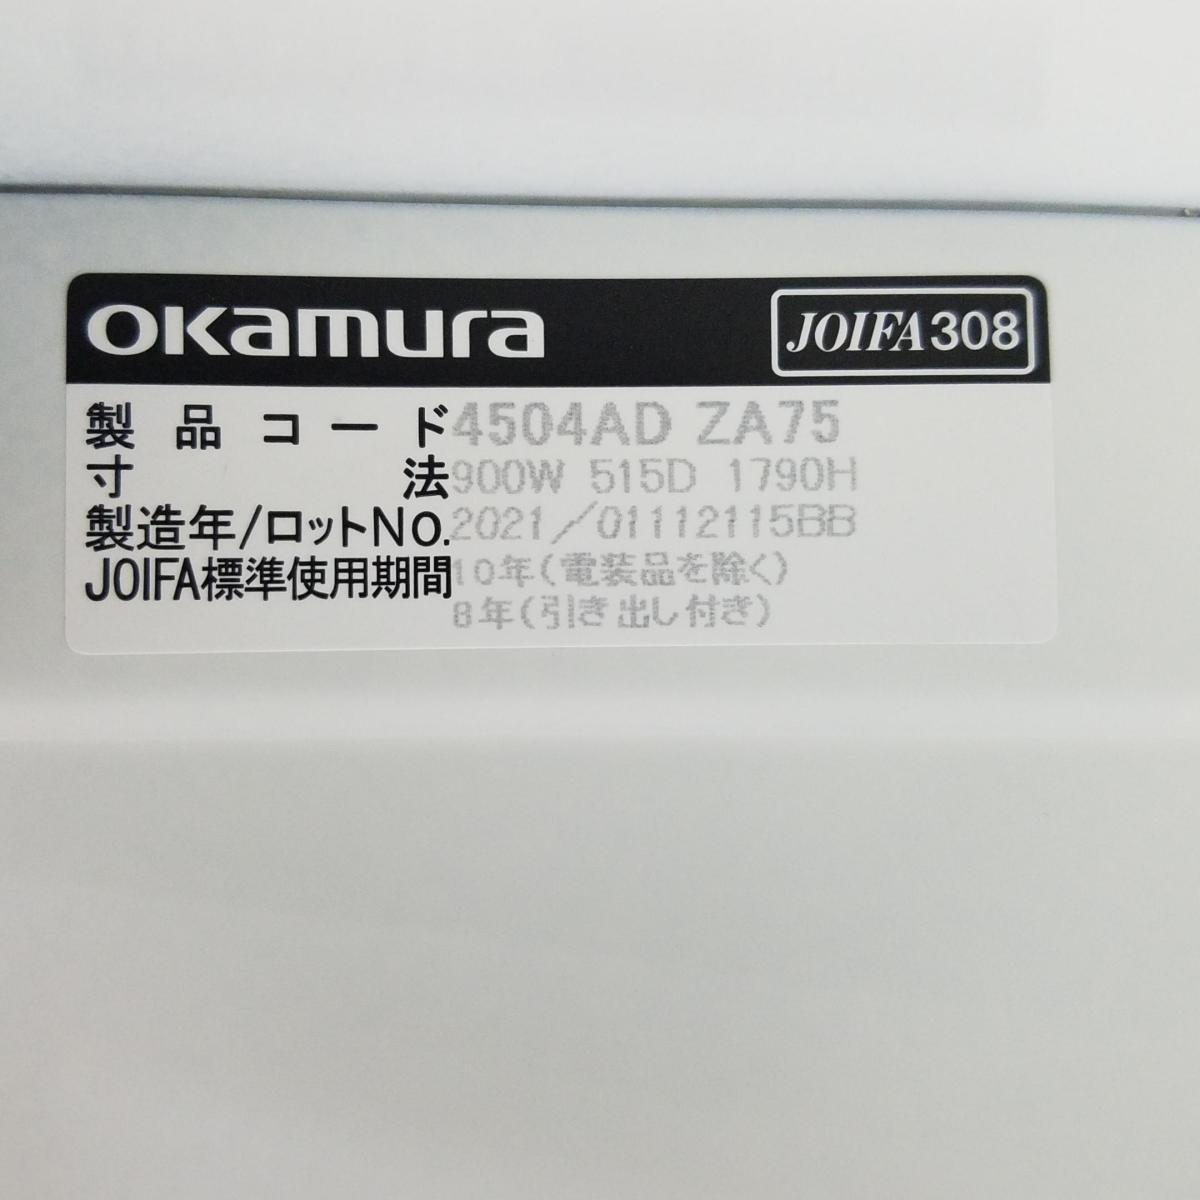 okamura JOIFA308
製品コード 4504AD ZA75
寸法 900W 515D 1790H
製造年/ロットNo. 2021/01112115BB
JOIFA標準使用期間 10年(電装品を除く)
8年(引き出し付き)